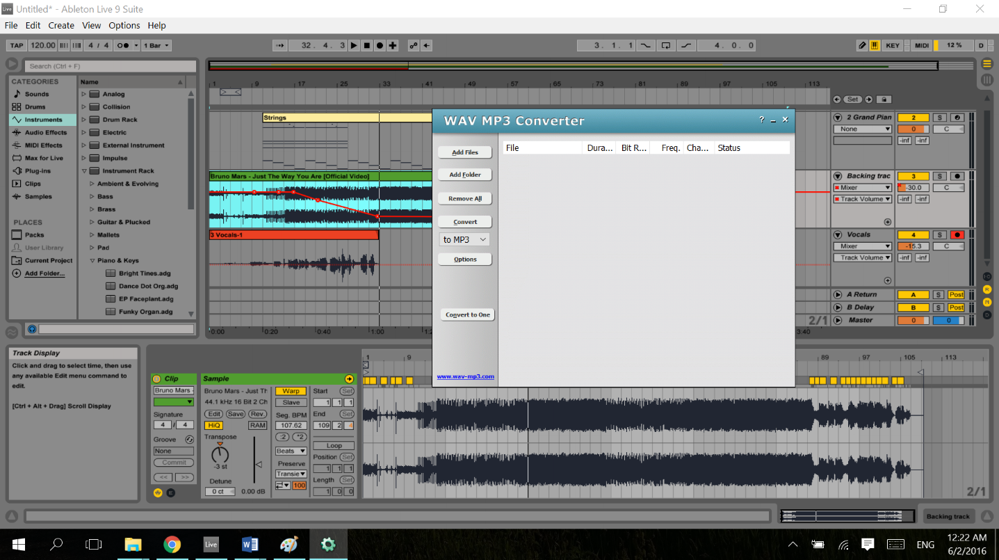 Live Untitled* - Ableton Live 9 Suite
File Edit Create View Options Help
TAP 120.00 4 / 4 1 Bar 32. 4. 3 3. 1. 1 4. 0. 0 KEY MIDI 12 % D
Search (Ctrl + F)
CATEGORIES
Sounds
Drums
Instruments
Audio Effects
MIDI Effects
Max for Live
Plug-ins
Clips
Samples
PLACES
Packs
User Library
Current Project
Add Folder...
Name
Analog
Collision
Drum Rack
Electric
External Instrument
Impulse
Instrument Rack
Ambient & Evolving
Bass
Brass
Guitar & Plucked
Mallets
Pad
Piano & Keys
Bright Tines.adg
Dance Dot Org.adg
EP Faceplant.adg
Funky Organ.adg
1 9 17 25 33 41 49 57 65 73 81 89 97 105 113
Set
Strings
Bruno Mars - Just The Way You Are [Official Video]
3 Vocals-1
0:00 0:20 0:40 1:00 3:40
2/1
WAV MP3 Converter
? _ ×
Add Files
Add Folder
Remove All
Convert
to MP3
Options
Convert to One
www.wav-mp3.com
File Dura... Bit R... Freq. Cha... Status
2 Grand Pian 2 S
None 0 C
-inf -inf
Backing trac 3 S
Mixer -30.0 C
Track Volume -inf -inf
Vocals 4 S
Mixer -15.3 C
Track Volume -inf -inf
A Return A S Post
B Delay B S Post
Master 0 0
Track Display
Click and drag to select time, then use
any available Edit menu command to
edit.
[Ctrl + Alt + Drag] Scroll Display
Clip
Bruno Mars -
Signature
4 / 4
Groove
None
Commit
<< >>
Sample
Bruno Mars - Just Th
44.1 kHz 16 Bit 2 Ch
Edit Save Rev.
HiQ RAM
Transpose
-3 st
Detune
0 ct 0.00 dB
Warp
Slave
Seg. BPM
107.62
:2 *2
Beats
Preserve
Transie
100
Start Set
1 1 1
End Set
109 2 4
Loop
Position Set
1 1 1
Length Set
1 0 0
1 9 89 97 105 113
2/1
Backing track
Live
ENG
12:22 AM
6/2/2016